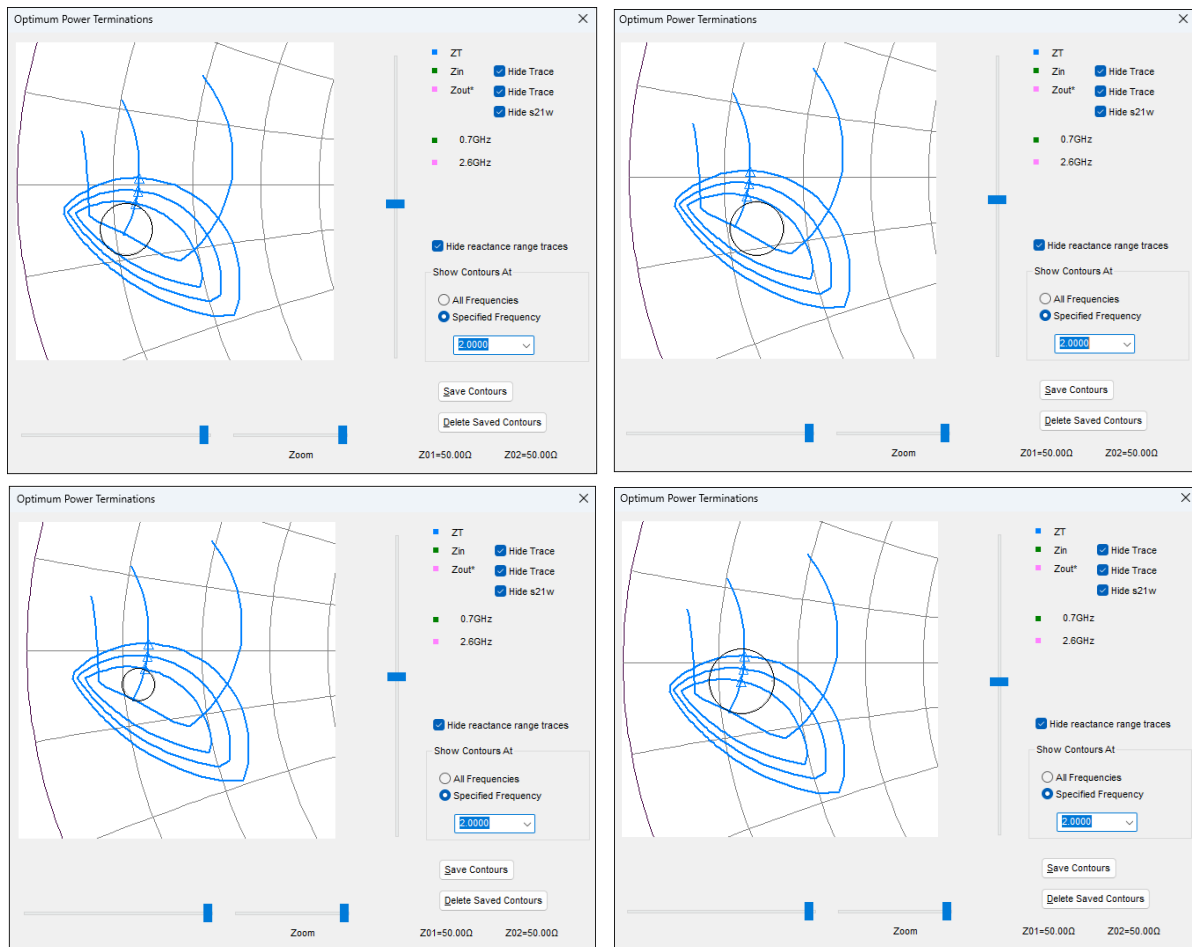 Optimum Power Terminations
ZT
Zin
Hide Trace
Zout*
Hide Trace
Hide s21w
0.7GHz
2.6GHz
Hide reactance range traces
Show Contours At
All Frequencies
Specified Frequency
2.0000
Save Contours
Delete Saved Contours
Zoom
Z01=50.00Ω
Z02=50.00Ω
Optimum Power Terminations
ZT
Zin
Hide Trace
Zout*
Hide Trace
Hide s21w
0.7GHz
2.6GHz
Hide reactance range traces
Show Contours At
All Frequencies
Specified Frequency
2.0000
Save Contours
Delete Saved Contours
Zoom
Z01=50.00Ω
Z02=50.00Ω
Optimum Power Terminations
ZT
Zin
Hide Trace
Zout*
Hide Trace
Hide s21w
0.7GHz
2.6GHz
Hide reactance range traces
Show Contours At
All Frequencies
Specified Frequency
2.0000
Save Contours
Delete Saved Contours
Zoom
Z01=50.00Ω
Z02=50.00Ω
Optimum Power Terminations
ZT
Zin
Hide Trace
Zout*
Hide Trace
Hide s21w
0.7GHz
2.6GHz
Hide reactance range traces
Show Contours At
All Frequencies
Specified Frequency
2.0000
Save Contours
Delete Saved Contours
Zoom
Z01=50.00Ω
Z02=50.00Ω